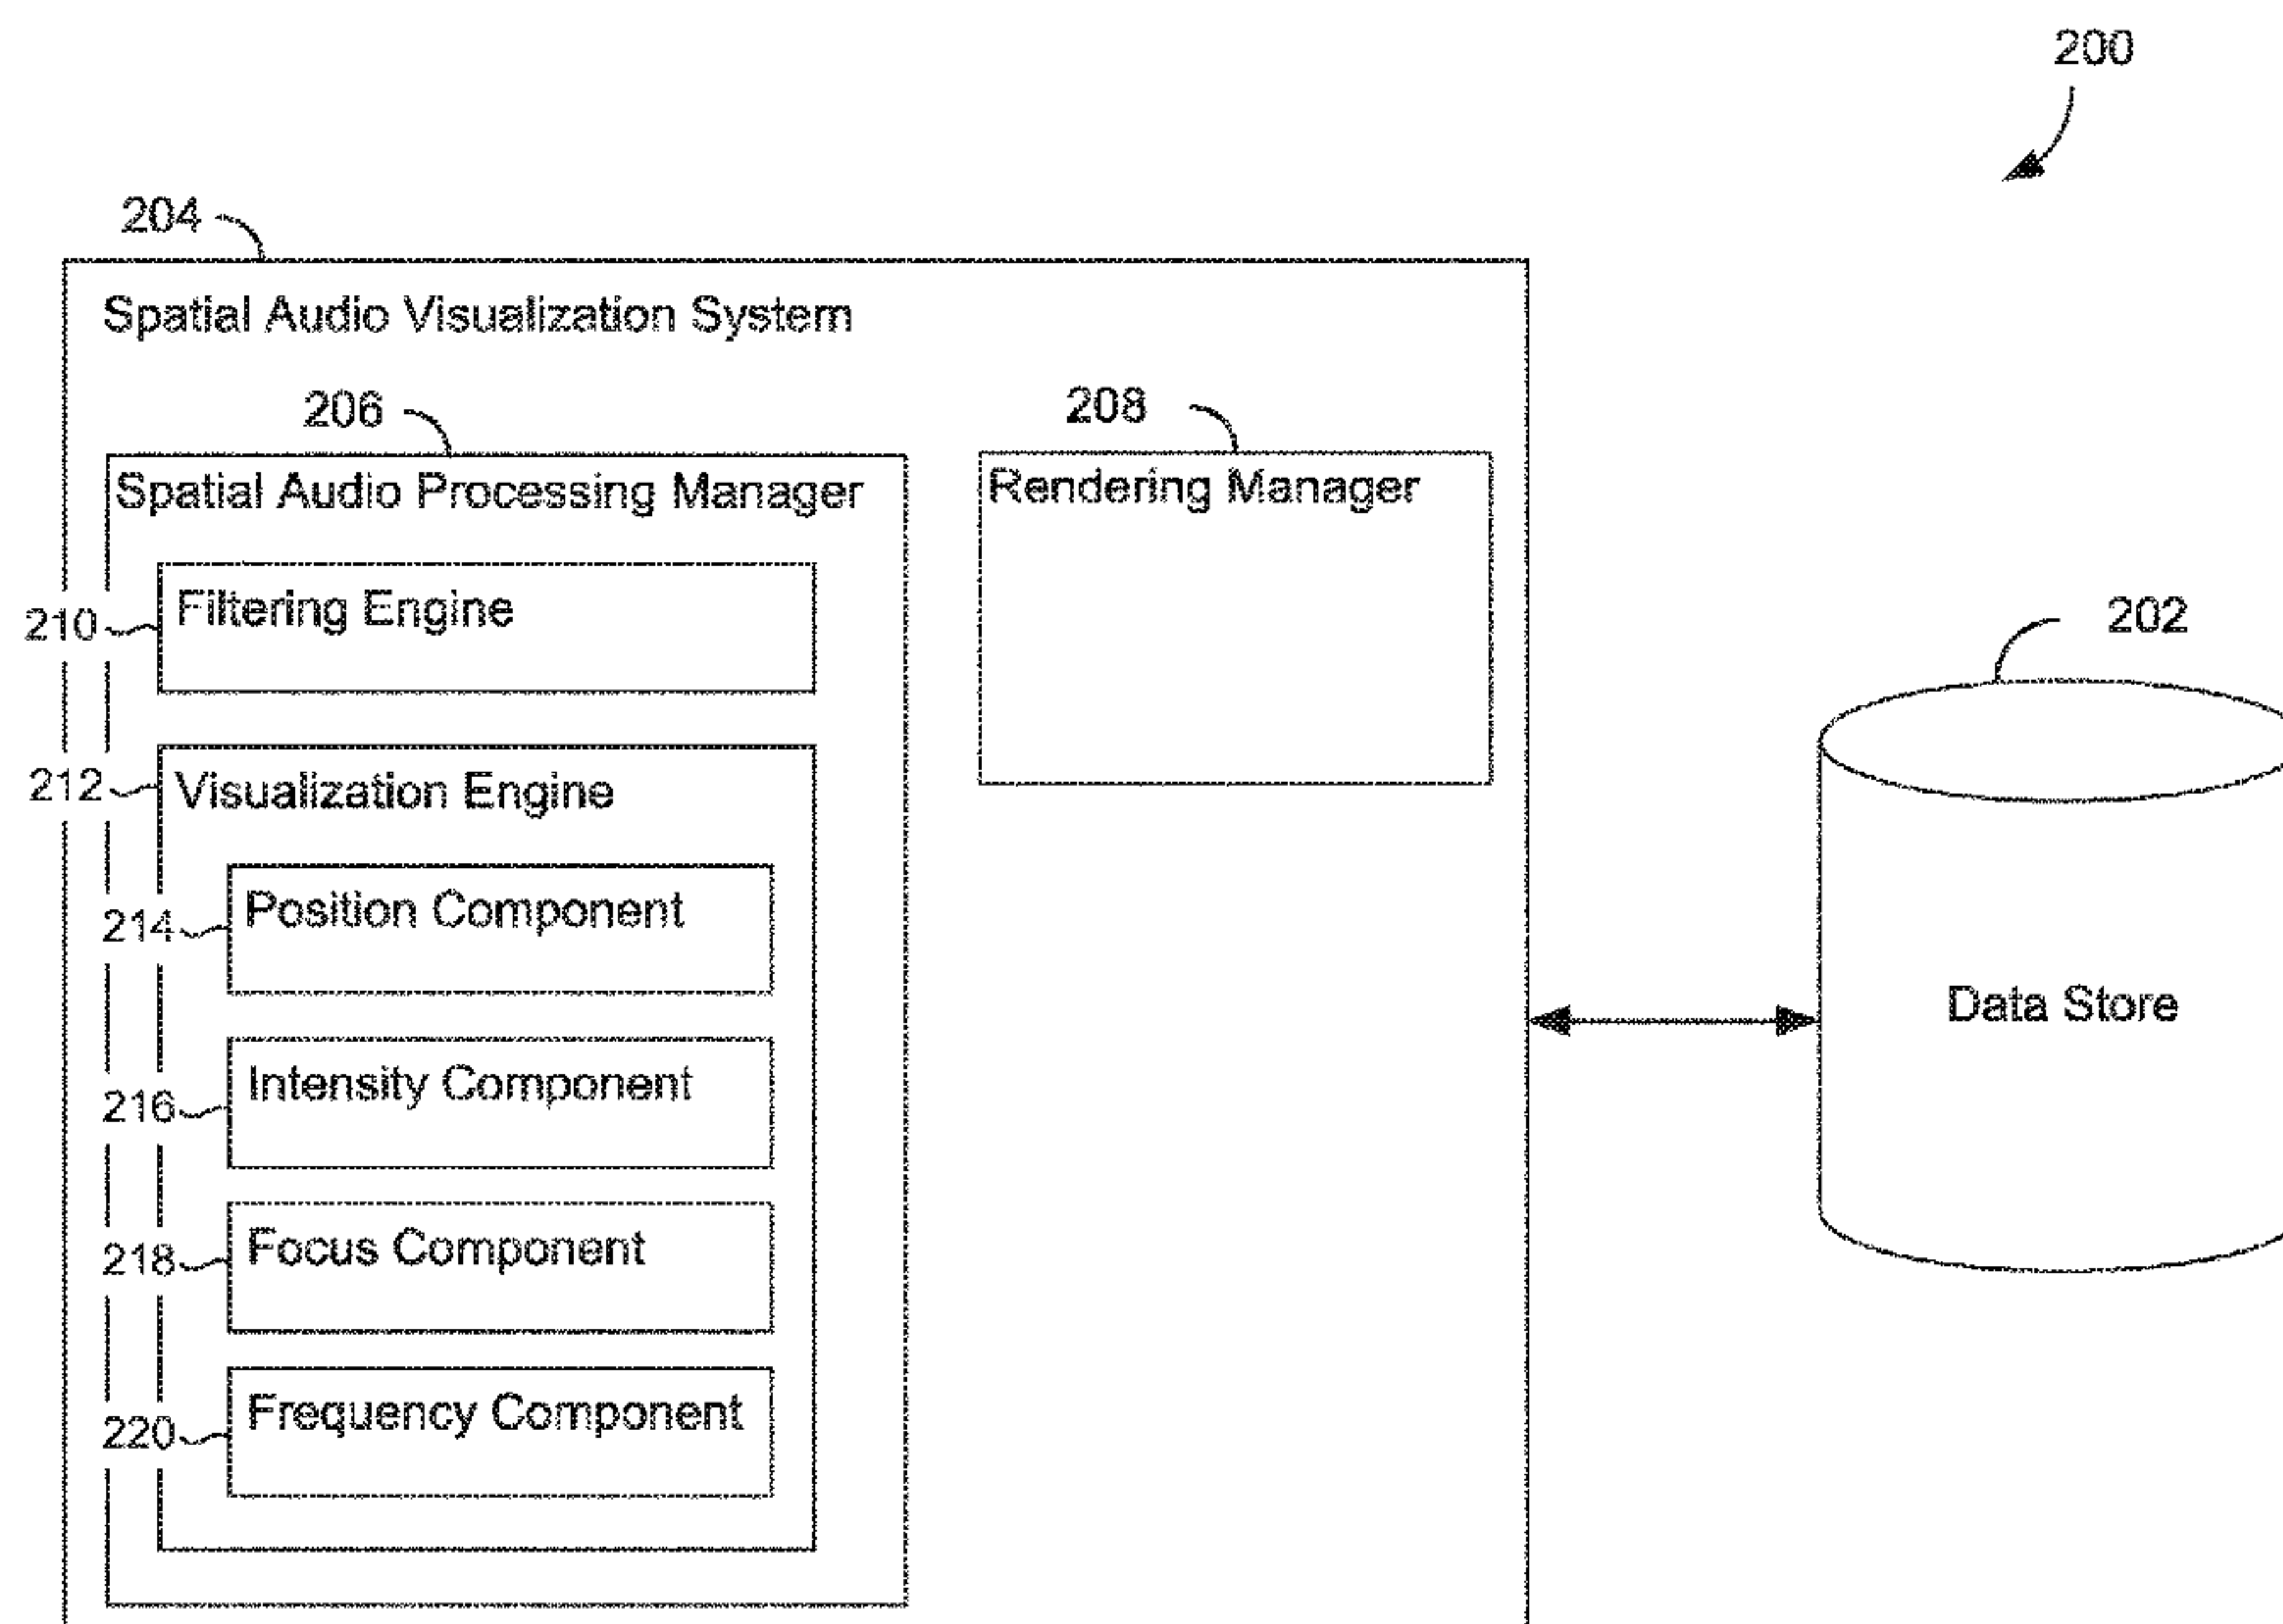 200
204
Spatial Audio Visualization System
206
208
Spatial Audio Processing Manager
Rendering Manager
210
Filtering Engine
202
212
Visualization Engine
214
Position Component
Data Store
216
Intensity Component
218
Focus Component
220
Frequency Component